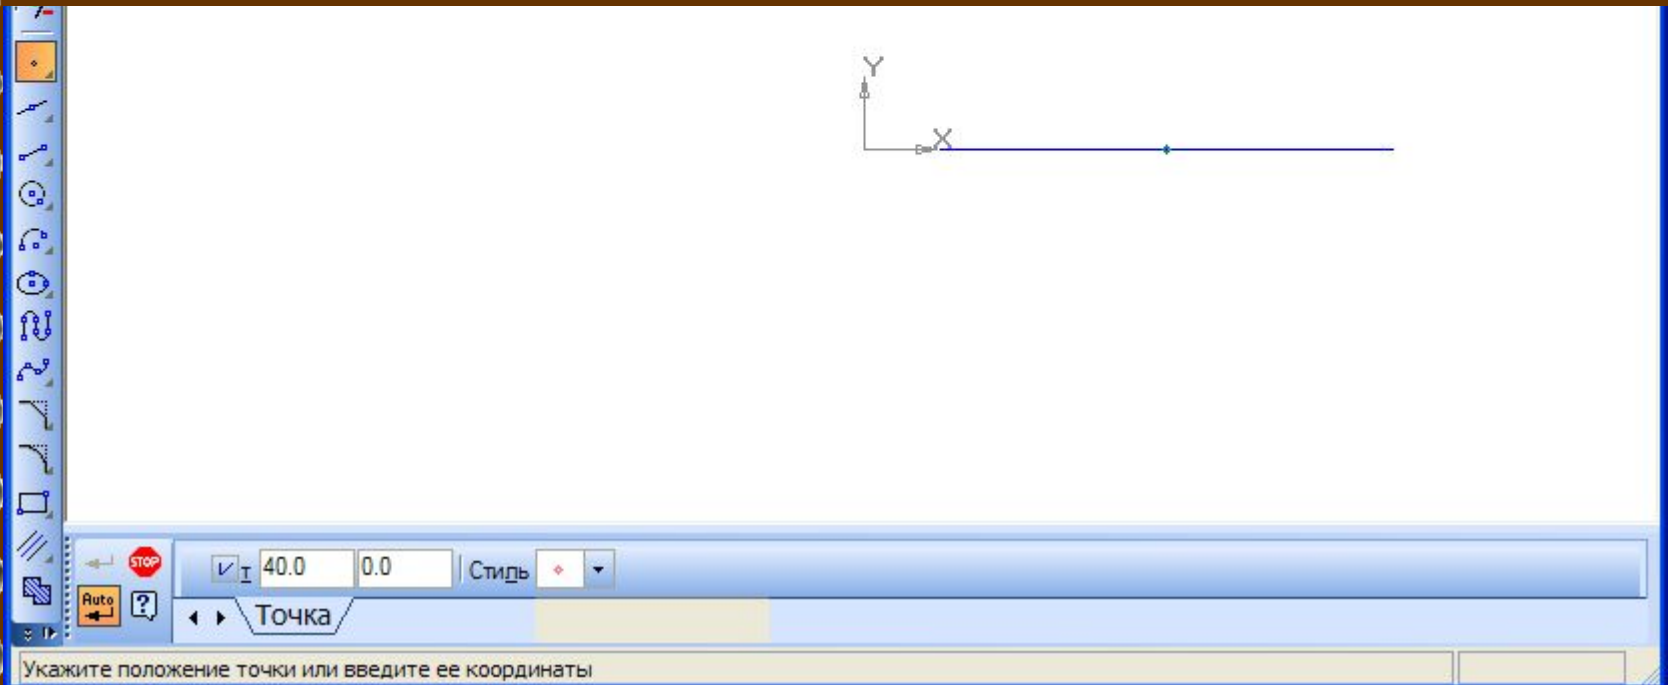 Y
X
STOP
т 40.0 0.0 Стиль
Auto
Точка
Укажите положение точки или введите ее координаты